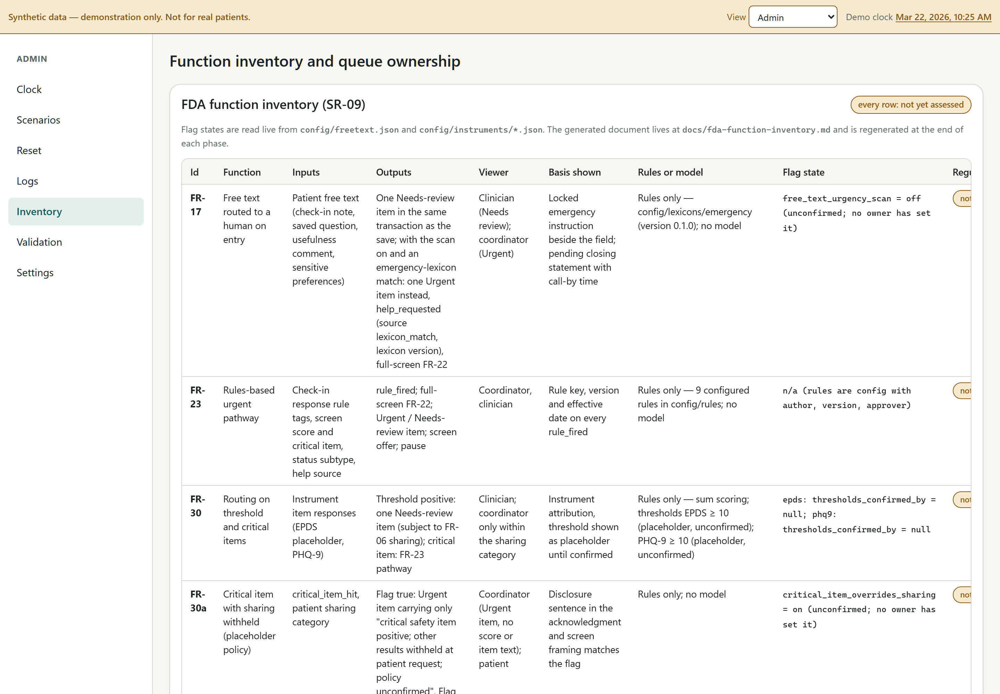 Synthetic data — demonstration only. Not for real patients.
View Admin Demo clock Mar 22, 2026, 10:25 AM
ADMIN
Clock
Scenarios
Reset
Logs
Inventory
Validation
Settings
Function inventory and queue ownership
FDA function inventory (SR-09)
every row: not yet assessed
Flag states are read live from config/freetext.json and config/instruments/*.json. The generated document lives at docs/fda-function-inventory.md and is regenerated at the end of
each phase.
Id Function Inputs Outputs Viewer Basis shown Rules or model Flag state Regu
FR-
17
Free text
routed to a
human on
entry
Patient free text
(check-in note,
saved question,
usefulness
comment,
sensitive
preferences)
One Needs-review
item in the same
transaction as the
save; with the scan
on and an
emergency-lexicon
match: one Urgent
item instead,
help_requested
(source
lexicon_match,
lexicon version),
full-screen FR-22
Clinician
(Needs
review);
coordinator
(Urgent)
Locked
emergency
instruction
beside the field;
pending closing
statement with
call-by time
Rules only —
config/lexicons/emergency
(version 0.1.0); no model
free_text_urgency_scan = off
(unconfirmed; no owner has set
it)
not
FR-
23
Rules-based
urgent
pathway
Check-in
response rule
tags, screen
score and
critical item,
status subtype,
help source
rule_fired; full-
screen FR-22;
Urgent / Needs-
review item; screen
offer; pause
Coordinator,
clinician
Rule key, version
and effective
date on every
rule_fired
Rules only — 9 configured
rules in config/rules; no
model
n/a (rules are config with
author, version, approver)
not
FR-
30
Routing on
threshold
and critical
items
Instrument
item responses
(EPDS
placeholder,
PHQ-9)
Threshold positive:
one Needs-review
item (subject to FR-
06 sharing); critical
item: FR-23
pathway
Clinician;
coordinator
only within
the sharing
category
Instrument
attribution,
threshold shown
as placeholder
until confirmed
Rules only — sum scoring;
thresholds EPDS ≥ 10
(placeholder, unconfirmed);
PHQ-9 ≥ 10 (placeholder,
unconfirmed)
epds: thresholds_confirmed_by =
null; phq9:
thresholds_confirmed_by = null
not
FR-
30a
Critical item
with sharing
withheld
(placeholder
policy)
critical_item_hit,
patient sharing
category
Flag true: Urgent
item carrying only
"critical safety item
positive; other
results withheld at
patient request;
policy
unconfirmed". Flag
Coordinator
(Urgent
item, no
score or
item text);
patient
Disclosure
sentence in the
acknowledgment
and screen
framing matches
the flag
Rules only; no model
critical_item_overrides_sharing
= on (unconfirmed; no owner has
set it)
not